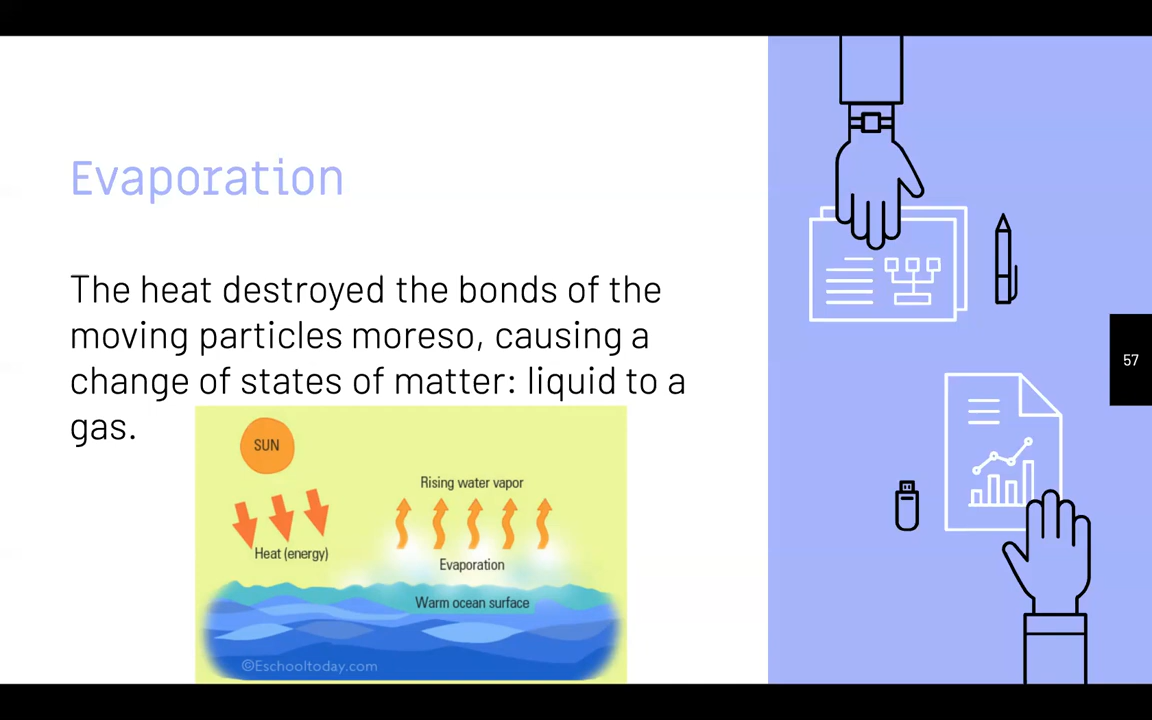 Evaporation
The heat destroyed the bonds of the
moving particles moreso, causing a
change of states of matter: liquid to a
gas.
SUN
Rising water vapor
Heat (energy)
Evaporation
Warm ocean surface
©Eschooltoday.com
57